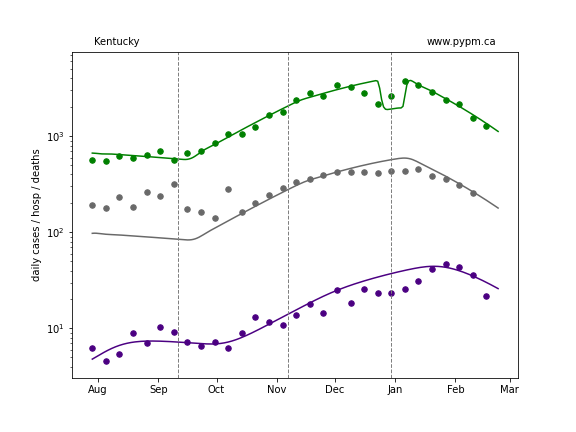 Kentucky
www.pypm.ca
daily cases / hosp / deaths
10³
10²
10¹
Aug Sep Oct Nov Dec Jan Feb Mar